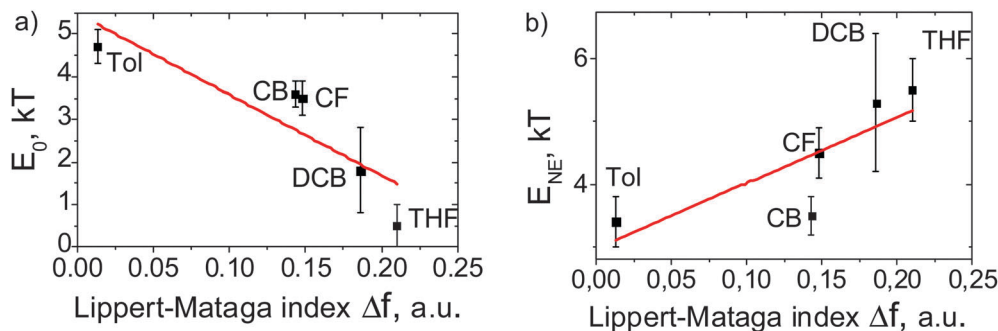 a)
E0, kT
5
4
3
2
1
0
Tol
CB
CF
DCB
THF
0.00 0.05 0.10 0.15 0.20 0.25
Lippert-Mataga index Δf, a.u.
b)
ENE, kT
6
4
Tol
CB
CF
DCB
THF
0,00 0,05 0,10 0,15 0,20 0,25
Lippert-Mataga index Δf, a.u.